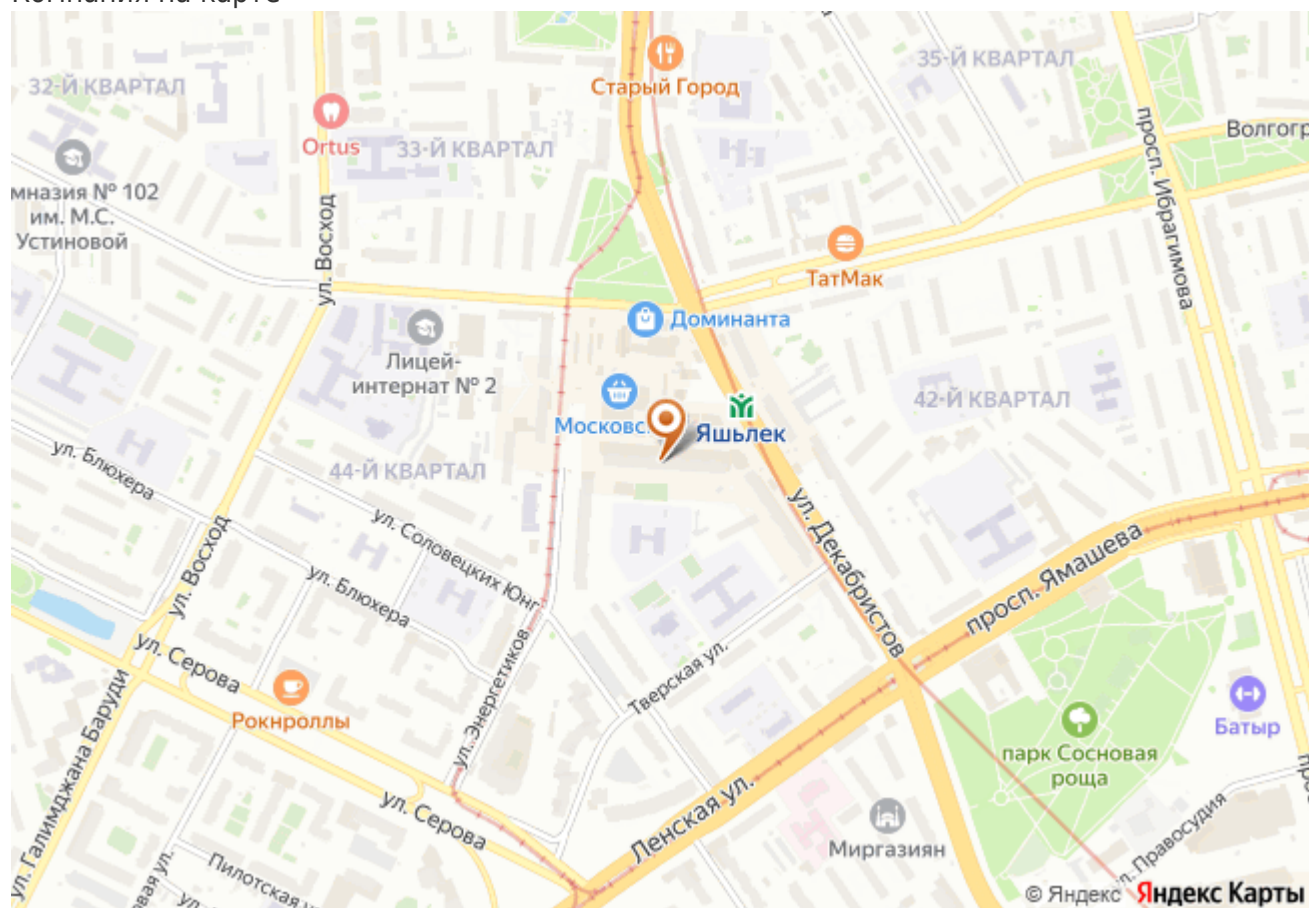 Компания на карте
Старый Город
35-Й КВАРТАЛ
32-Й КВАРТАЛ
Ortus
33-Й КВАРТАЛ
просп. Ибрагимова
№ 102
им. М.С.
Устиновой
ул. Восход
ТатМак
Доминанта
Лицей-
интернат № 2
42-Й КВАРТАЛ
Яшьлек
44-Й КВАРТАЛ
ул. Блюхера
ул. Соловецких Юнг
ул. Декабристов
просп. Ямашева
ул. Восход
ул. Блюхера
ул. Серова
ул. Энергетиков
Тверская ул.
Рокнроллы
Батыр
парк Сосновая
роща
ул. Галимджана Баруди
ул. Серова
Ленская ул.
Миргазиян
ул. Правосудия
Пилотская
© Яндекс Яндекс Карты